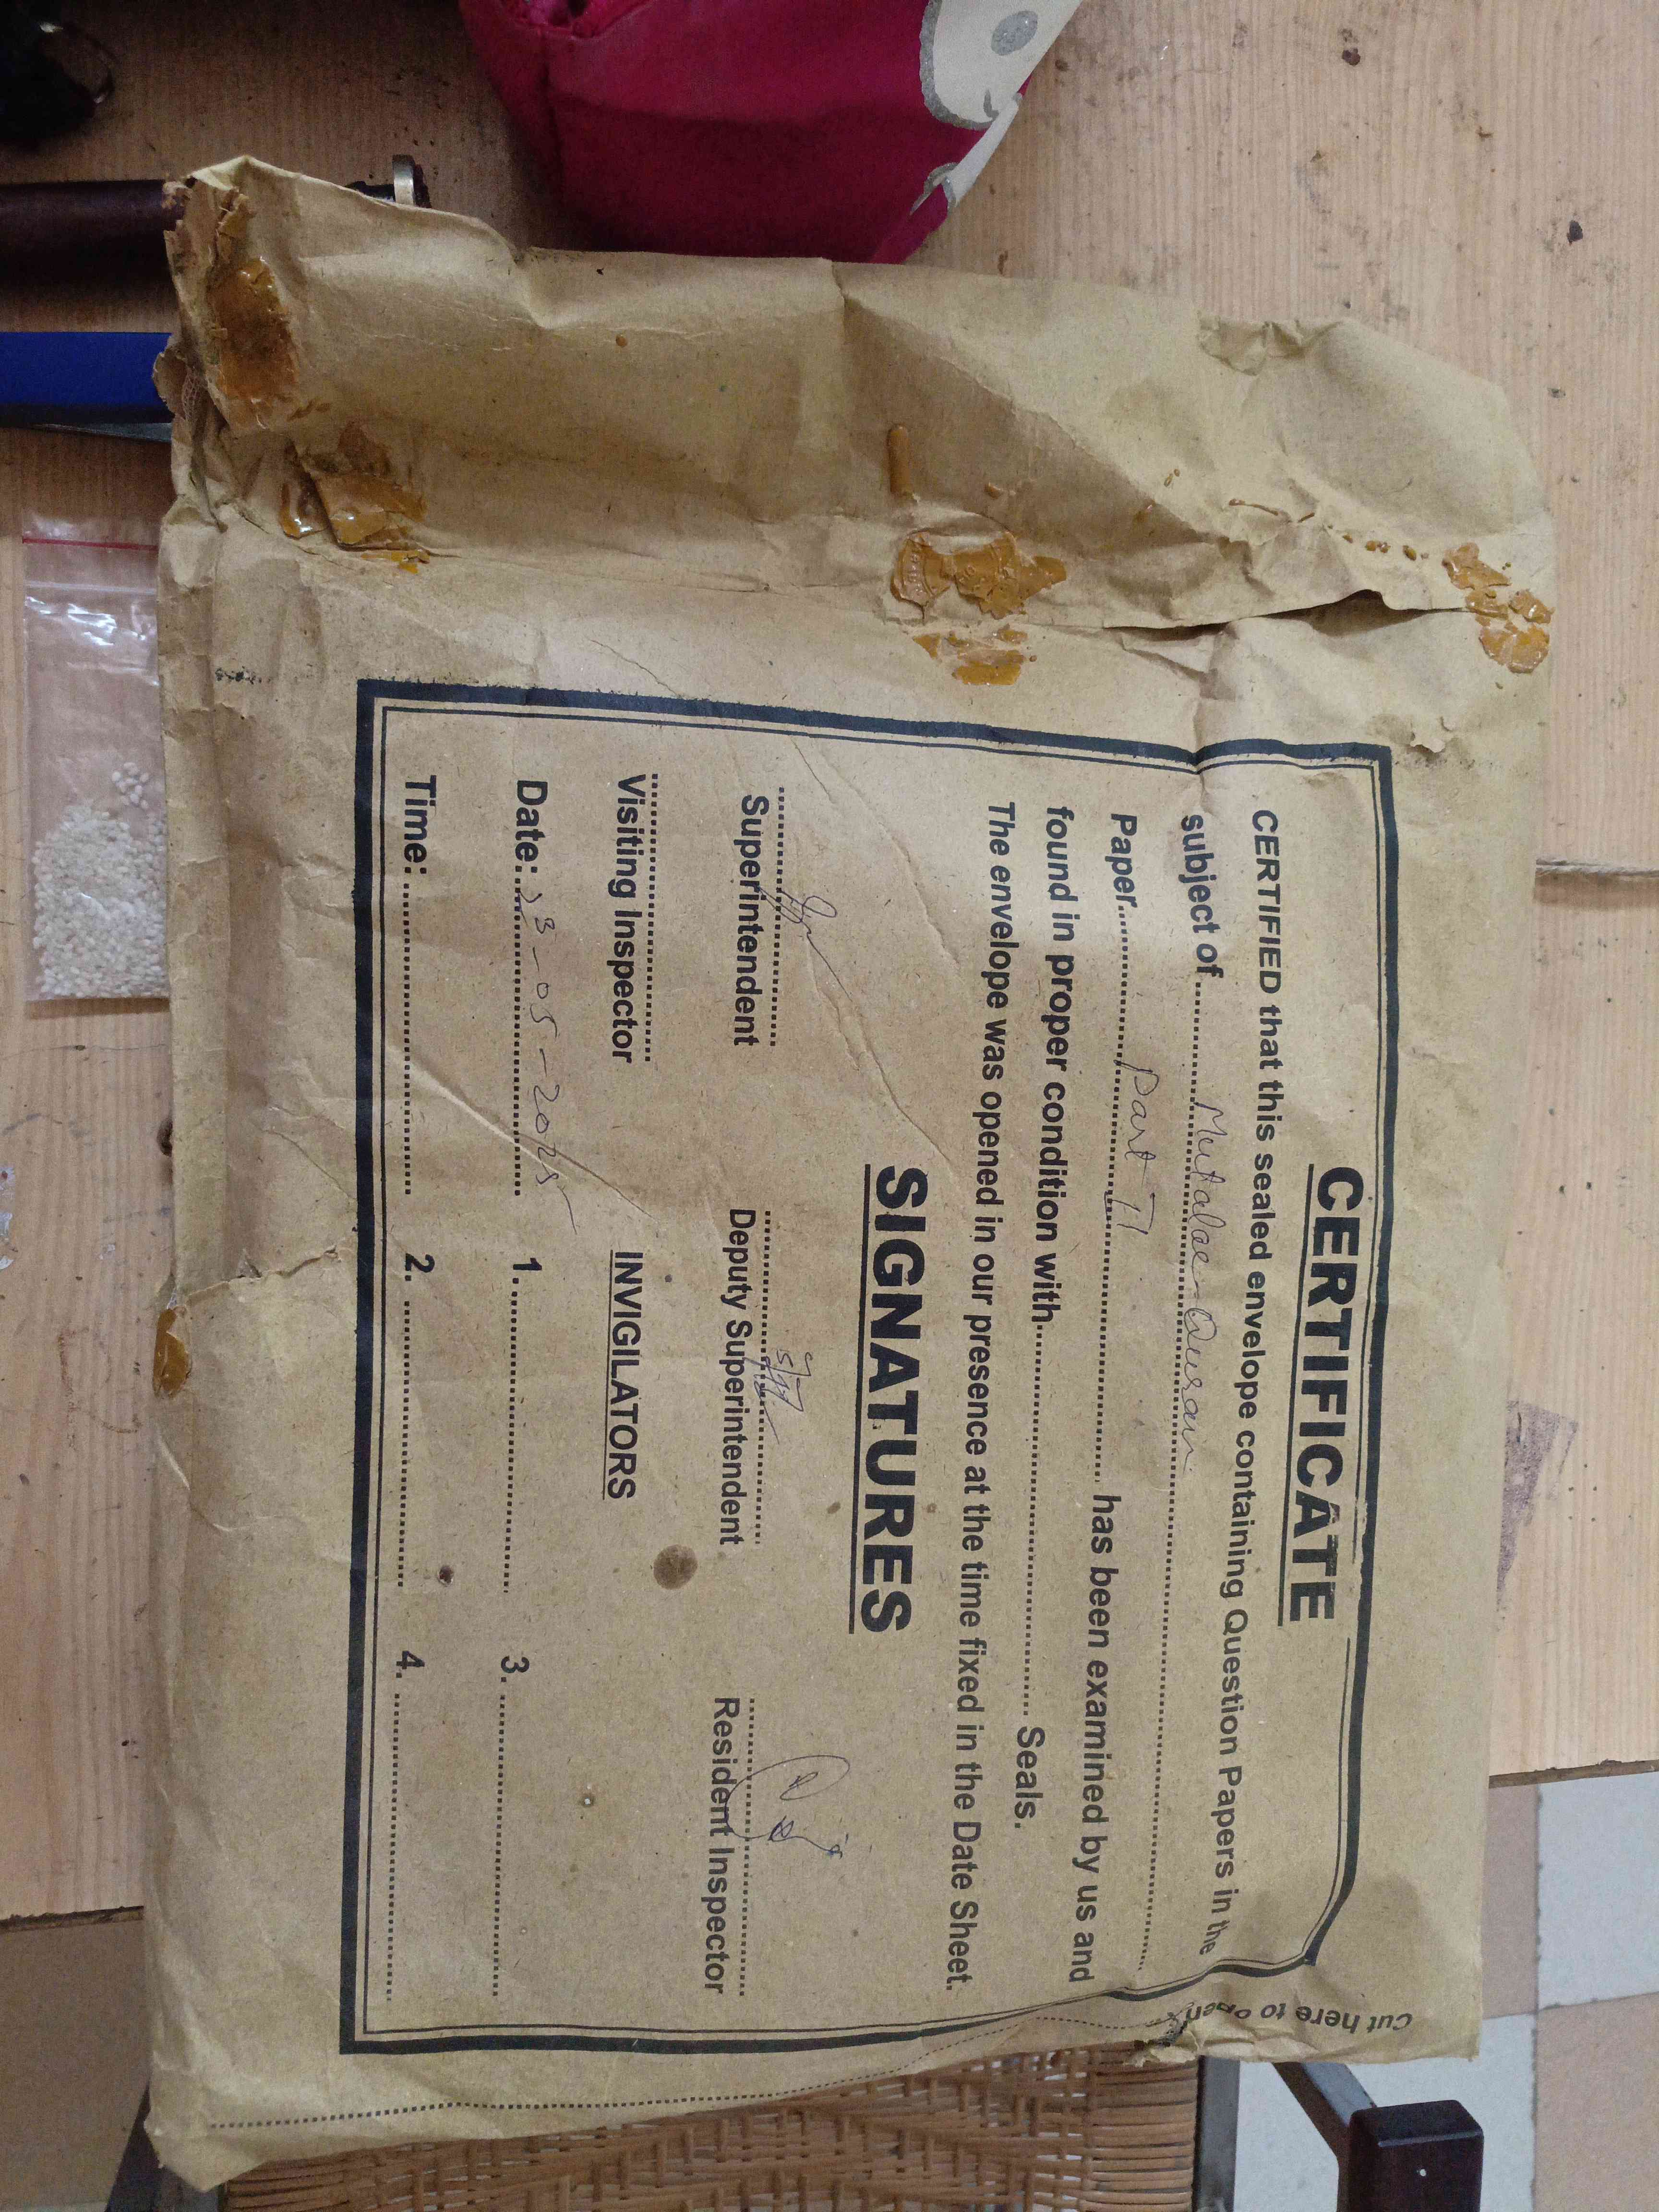 CERTIFICATE
CERTIFIED that this sealed envelope containing Question Papers in the
subject of.......... Mutalae-Quran ..........
Paper.......... Part II .......... has been examined by us and
found in proper condition with.......... Seals.
The envelope was opened in our presence at the time fixed in the Date Sheet.
SIGNATURES
Superintendent Deputy Superintendent Resident Inspector
Visiting Inspector INVIGILATORS
Date: 23-05-2025 1. .......... 3. ..........
Time: .......... 2. .......... 4. ..........
cut here to open